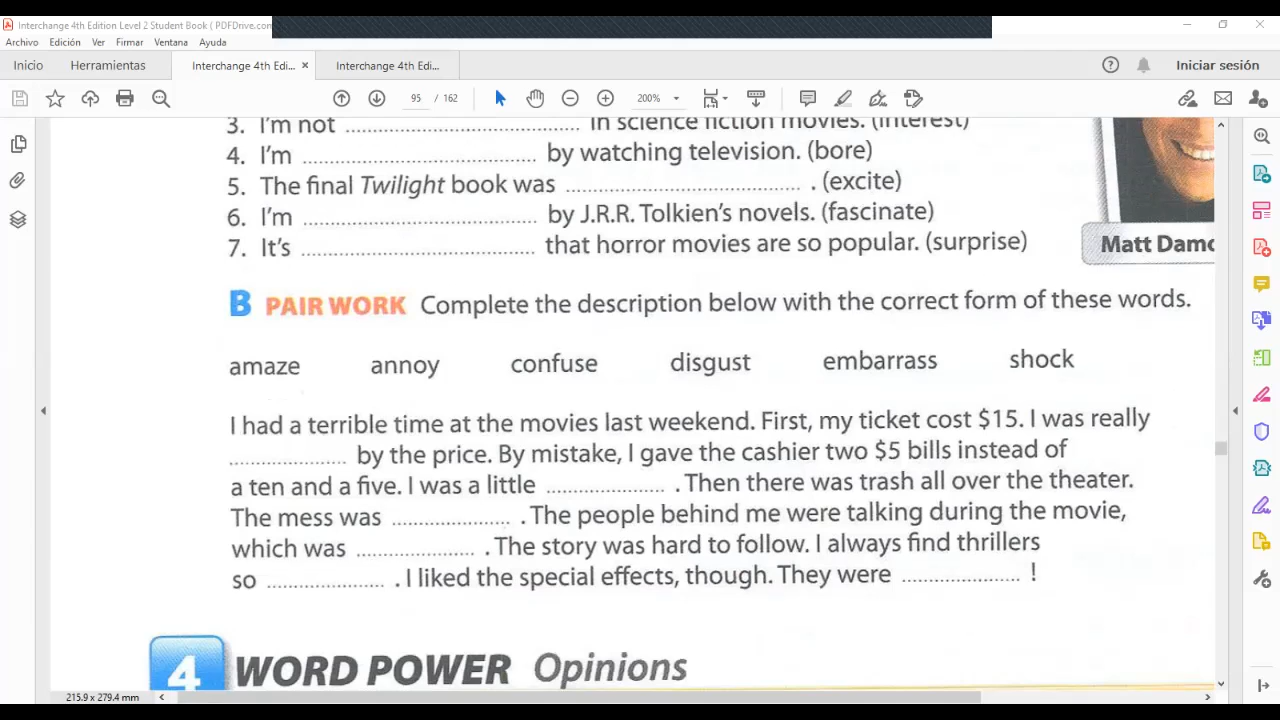 Interchange 4th Edition Level 2 Student Book ( PDFDrive.com
Archivo Edición Ver Firmar Ventana Ayuda
Inicio Herramientas Interchange 4th Edi... × Interchange 4th Edi... Iniciar sesión
95 / 162 200%
3. I'm not ........................ in science fiction movies. (interest)
4. I'm ........................ by watching television. (bore)
5. The final Twilight book was ........................ . (excite)
6. I'm ........................ by J.R.R. Tolkien's novels. (fascinate)
7. It's ........................ that horror movies are so popular. (surprise)
Matt Damo
B PAIR WORK Complete the description below with the correct form of these words.
amaze annoy confuse disgust embarrass shock
I had a terrible time at the movies last weekend. First, my ticket cost $15. I was really
........................ by the price. By mistake, I gave the cashier two $5 bills instead of
a ten and a five. I was a little ........................ . Then there was trash all over the theater.
The mess was ........................ . The people behind me were talking during the movie,
which was ........................ . The story was hard to follow. I always find thrillers
so ........................ . I liked the special effects, though. They were ........................ !
4 WORD POWER Opinions
215.9 x 279.4 mm